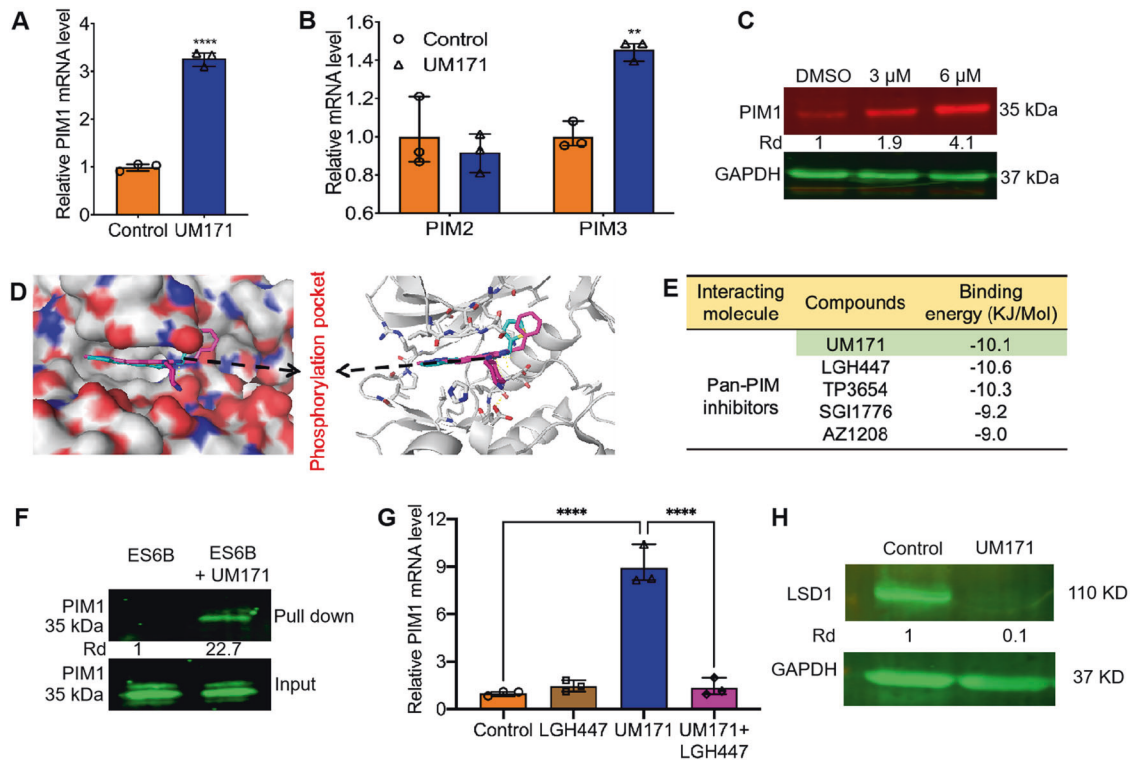 A
Relative PIM1 mRNA level
4
3
2
1
0
****
Control UM171
B
Relative mRNA level
1.6
1.4
1.2
1.0
0.8
0.6
Control
UM171
**
PIM2 PIM3
C
DMSO 3 μM 6 μM
PIM1 35 kDa
Rd 1 1.9 4.1
GAPDH 37 kDa
D
Phosphorylation pocket
E
Interacting molecule
Compounds
Binding energy (KJ/Mol)
UM171 -10.1
LGH447 -10.6
Pan-PIM inhibitors
TP3654 -10.3
SGI1776 -9.2
AZ1208 -9.0
F
ES6B ES6B
+ UM171
PIM1
35 kDa
Pull down
Rd 1 22.7
PIM1
35 kDa
Input
G
Relative PIM1 mRNA level
12
9
6
3
0
**** ****
Control LGH447 UM171 UM171+
LGH447
H
Control UM171
LSD1 110 KD
Rd 1 0.1
GAPDH 37 KD